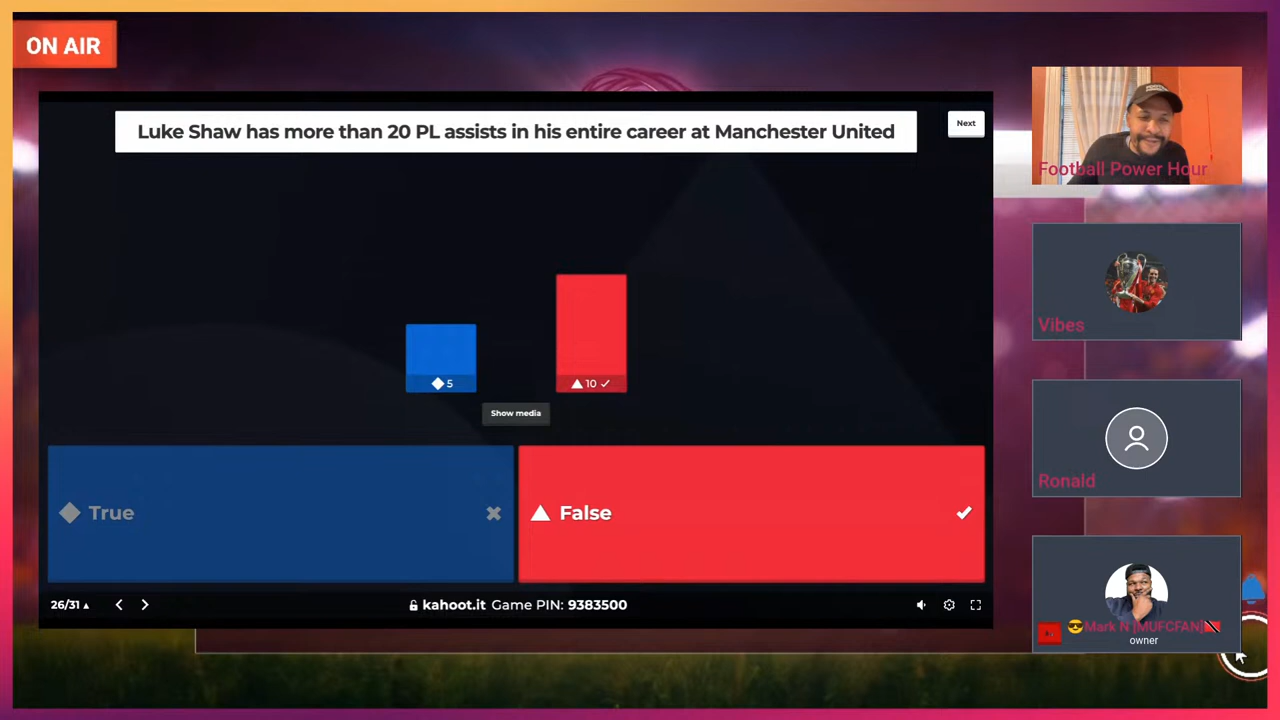 ON AIR
Luke Shaw has more than 20 PL assists in his entire career at Manchester United
Next
Football Power Hour
Vibes
5
10
Show media
Ronald
True
False
26/31
kahoot.it Game PIN: 9383500
😎Mark N [MUFCFAN]
owner